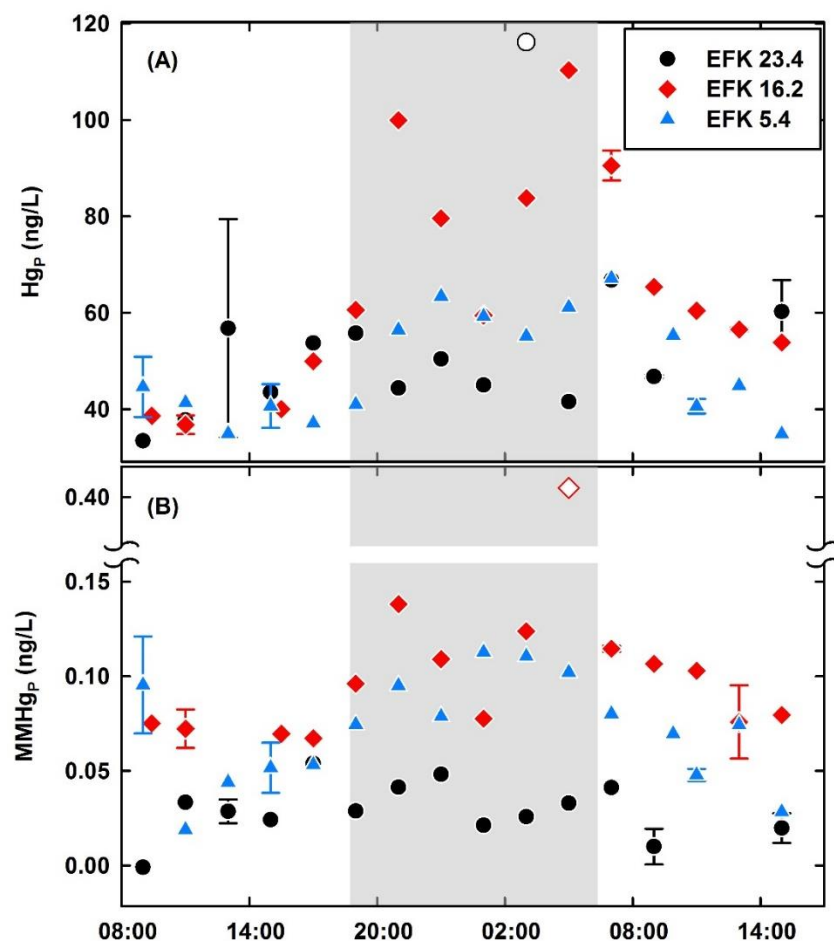 120
(A)
EFK 23.4
EFK 16.2
EFK 5.4
100
80
60
40
Hg_P (ng/L)
0.40
(B)
0.15
0.10
0.05
0.00
MMHg_P (ng/L)
08:00 14:00 20:00 02:00 08:00 14:00